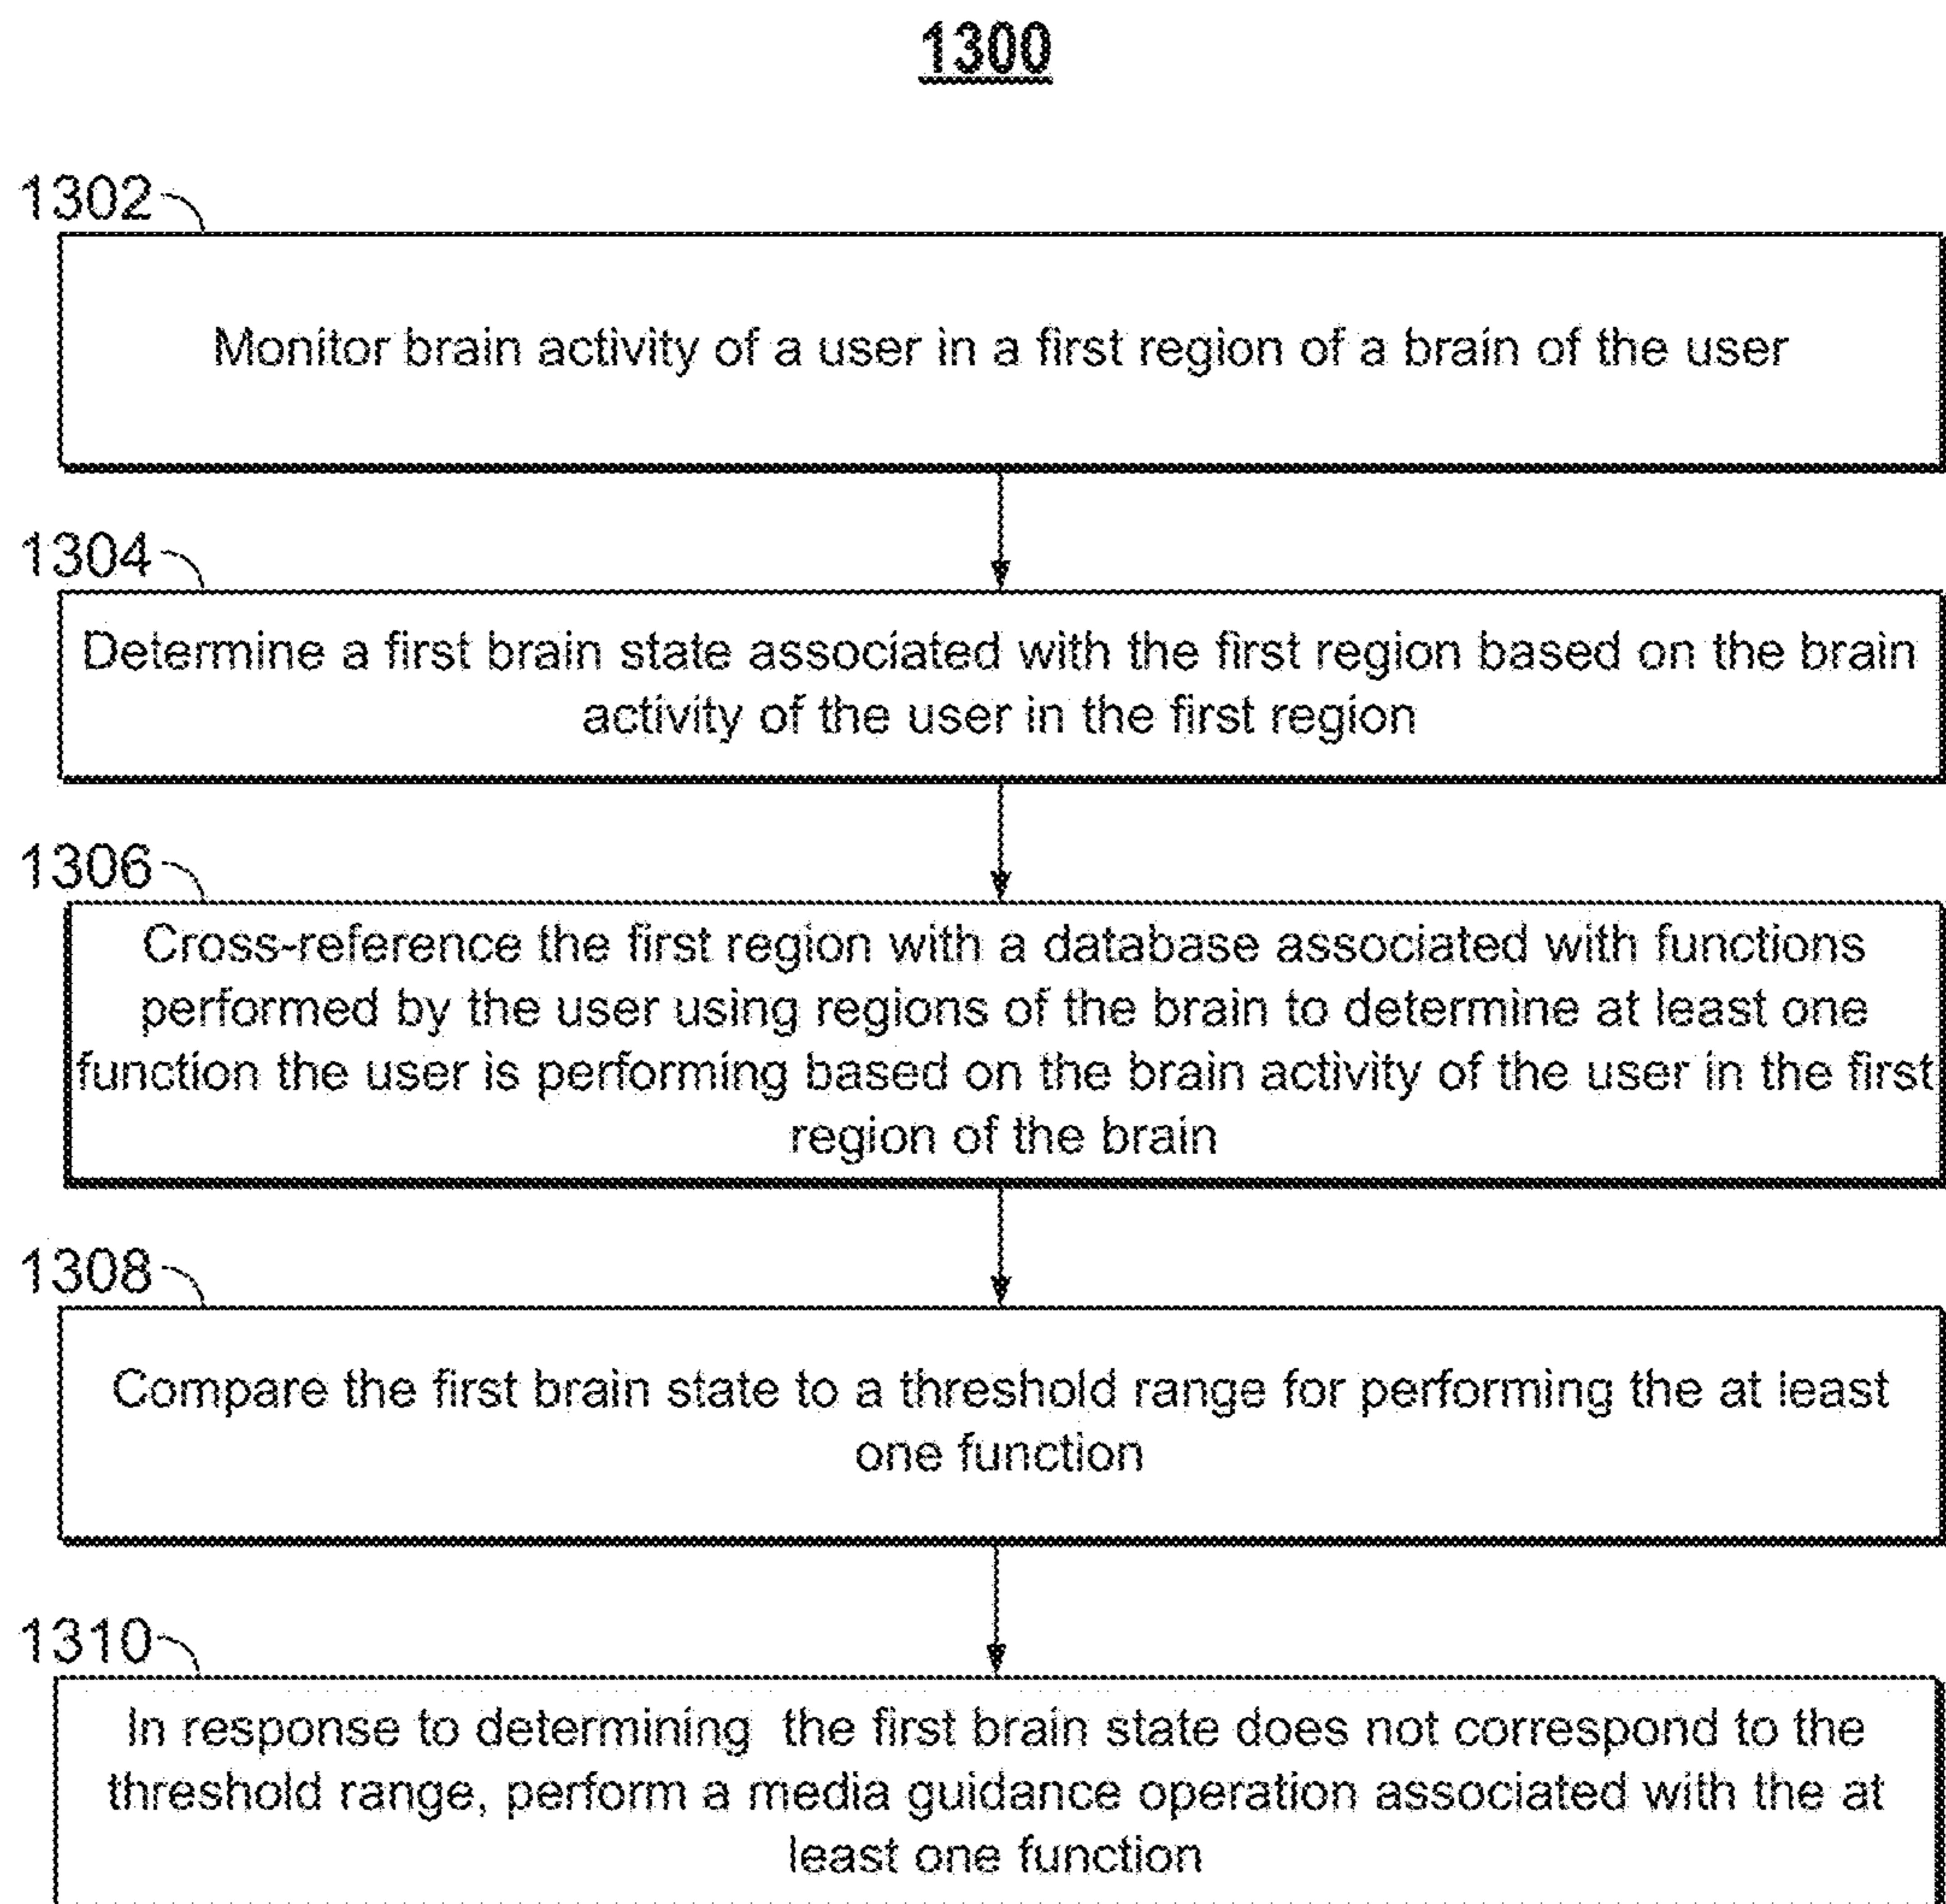 1300
1302
Monitor brain activity of a user in a first region of a brain of the user
1304
Determine a first brain state associated with the first region based on the brain
activity of the user in the first region
1306
Cross-reference the first region with a database associated with functions
performed by the user using regions of the brain to determine at least one
function the user is performing based on the brain activity of the user in the first
region of the brain
1308
Compare the first brain state to a threshold range for performing the at least
one function
1310
In response to determining the first brain state does not correspond to the
threshold range, perform a media guidance operation associated with the at
least one function